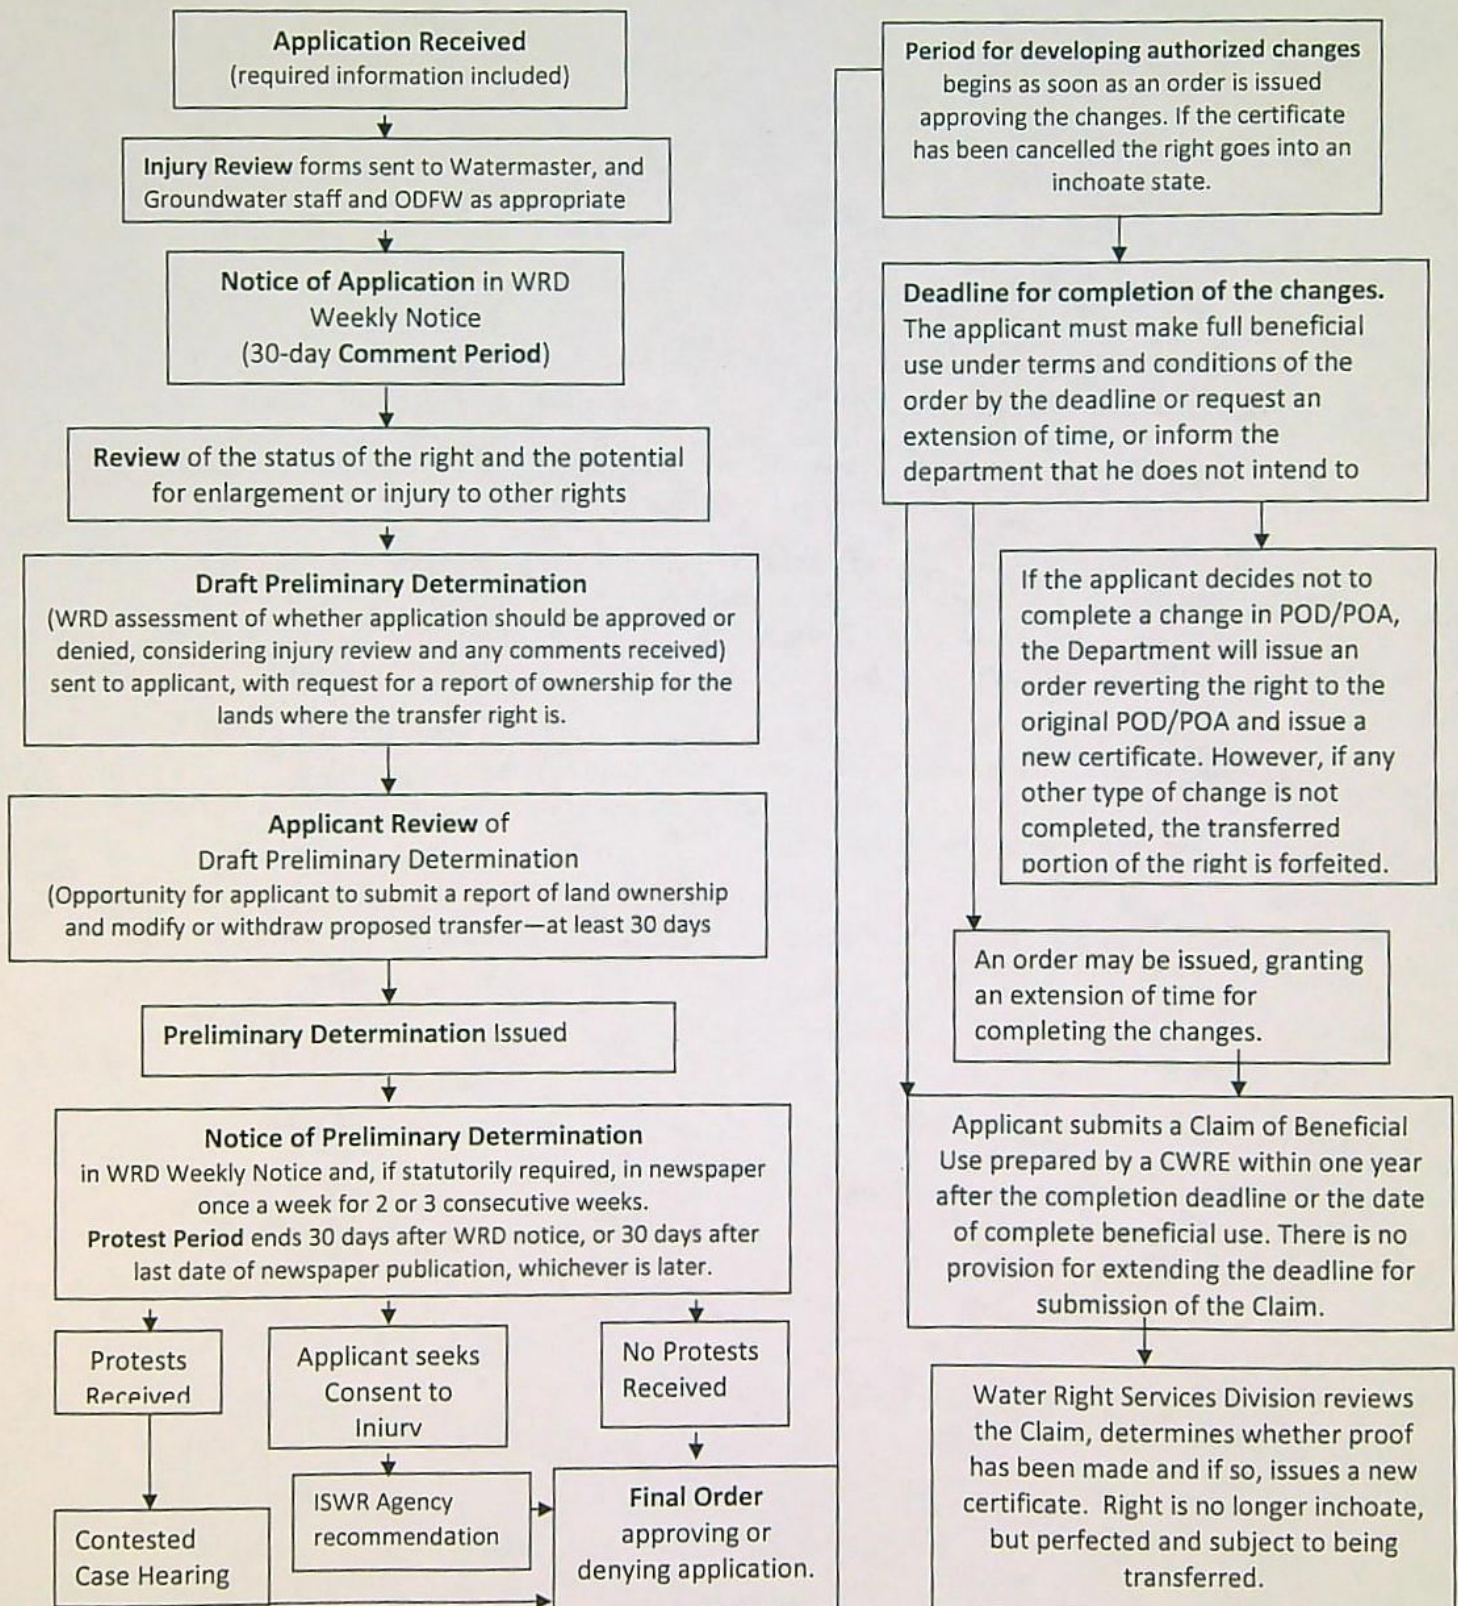 Application Received
(required information included)
Injury Review forms sent to Watermaster, and
Groundwater staff and ODFW as appropriate
Notice of Application in WRD
Weekly Notice
(30-day Comment Period)
Review of the status of the right and the potential
for enlargement or injury to other rights
Draft Preliminary Determination
(WRD assessment of whether application should be approved or
denied, considering injury review and any comments received)
sent to applicant, with request for a report of ownership for the
lands where the transfer right is.
Applicant Review of
Draft Preliminary Determination
(Opportunity for applicant to submit a report of land ownership
and modify or withdraw proposed transfer—at least 30 days
Preliminary Determination Issued
Notice of Preliminary Determination
in WRD Weekly Notice and, if statutorily required, in newspaper
once a week for 2 or 3 consecutive weeks.
Protest Period ends 30 days after WRD notice, or 30 days after
last date of newspaper publication, whichever is later.
Protests
Received
Applicant seeks
Consent to
Injury
No Protests
Received
Contested
Case Hearing
ISWR Agency
recommendation
Final Order
approving or
denying application.
Period for developing authorized changes
begins as soon as an order is issued
approving the changes. If the certificate
has been cancelled the right goes into an
inchoate state.
Deadline for completion of the changes.
The applicant must make full beneficial
use under terms and conditions of the
order by the deadline or request an
extension of time, or inform the
department that he does not intend to
If the applicant decides not to
complete a change in POD/POA,
the Department will issue an
order reverting the right to the
original POD/POA and issue a
new certificate. However, if any
other type of change is not
completed, the transferred
portion of the right is forfeited.
An order may be issued, granting
an extension of time for
completing the changes.
Applicant submits a Claim of Beneficial
Use prepared by a CWRE within one year
after the completion deadline or the date
of complete beneficial use. There is no
provision for extending the deadline for
submission of the Claim.
Water Right Services Division reviews
the Claim, determines whether proof
has been made and if so, issues a new
certificate. Right is no longer inchoate,
but perfected and subject to being
transferred.